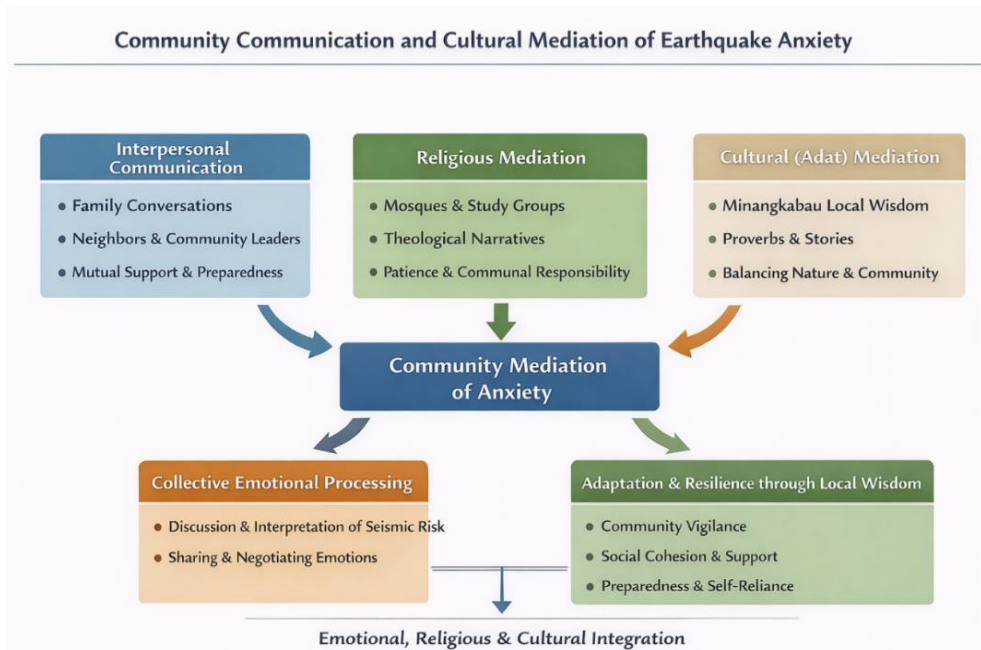 Community Communication and Cultural Mediation of Earthquake Anxiety
Interpersonal
Communication
• Family Conversations
• Neighbors & Community Leaders
• Mutual Support & Preparedness
Religious Mediation
• Mosques & Study Groups
• Theological Narratives
• Patience & Communal Responsibility
Cultural (Adat) Mediation
• Minangkabau Local Wisdom
• Proverbs & Stories
• Balancing Nature & Community
Community Mediation
of Anxiety
Collective Emotional Processing
• Discussion & Interpretation of Seismic Risk
• Sharing & Negotiating Emotions
Adaptation & Resilience through Local Wisdom
• Community Vigilance
• Social Cohesion & Support
• Preparedness & Self-Reliance
Emotional, Religious & Cultural Integration